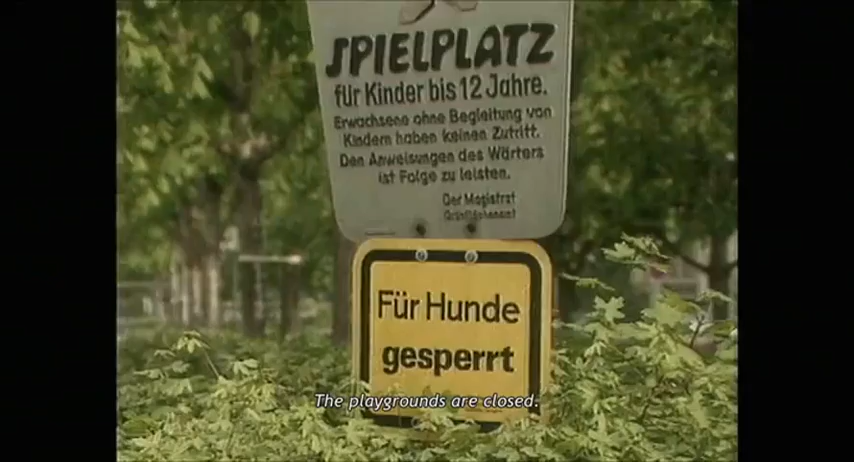 SPIELPLATZ
für Kinder bis 12 Jahre.
Erwachsene ohne Begleitung von
Kindern haben keinen Zutritt.
Den Anweisungen des Wärters
ist Folge zu leisten.
Der Magistrat
Für Hunde
gesperrt
The playgrounds are closed.